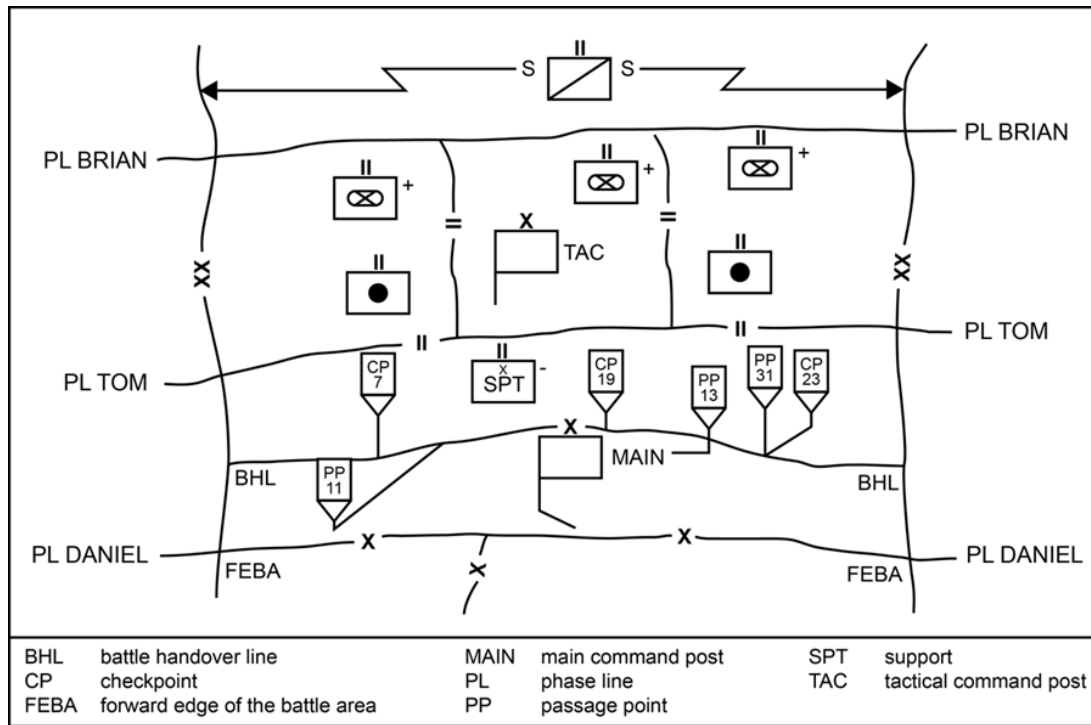 II
S S
PL BRIAN PL BRIAN
II II II
+ + +
II II
X
TAC
XX XX
II II
II II
PL TOM PL TOM
II
X
SPT -
CP
7
CP
19
PP
13
PP
31
CP
23
X
MAIN
BHL BHL
PP
11
X X
PL DANIEL PL DANIEL
X
FEBA FEBA
BHL battle handover line
CP checkpoint
FEBA forward edge of the battle area
MAIN main command post
PL phase line
PP passage point
SPT support
TAC tactical command post